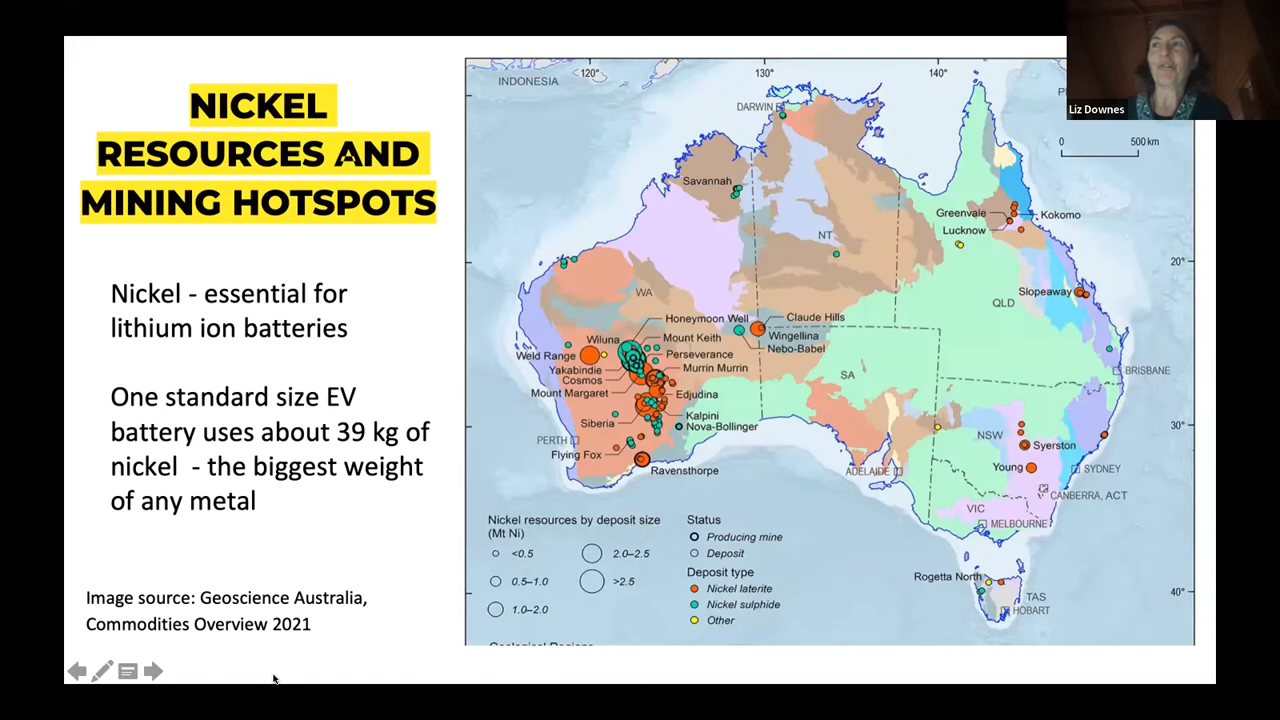 NICKEL
RESOURCES AND
MINING HOTSPOTS
Nickel - essential for
lithium ion batteries
One standard size EV
battery uses about 39 kg of
nickel - the biggest weight
of any metal
Image source: Geoscience Australia,
Commodities Overview 2021
Liz Downes
120°
130°
140°
INDONESIA
DARWIN
0 500 km
Savannah
Greenvale
Kokomo
Lucknow
NT
20°
WA
QLD
Slopeaway
Honeymoon Well
Claude Hills
Wiluna
Mount Keith
Wingellina
Weld Range
Perseverance
Nebo-Babel
Yakabindie
Murrin Murrin
Cosmos
SA
BRISBANE
Mount Margaret
Edjudina
Siberia
Kalpini
30°
Nova-Bollinger
PERTH
NSW
Syerston
Flying Fox
Ravensthorpe
ADELAIDE
Young
SYDNEY
CANBERRA, ACT
VIC
MELBOURNE
Nickel resources by deposit size
(Mt Ni)
<0.5
2.0–2.5
0.5–1.0
>2.5
1.0–2.0
Status
Producing mine
Deposit
Deposit type
Nickel laterite
Nickel sulphide
Other
Rogetta North
40°
TAS
HOBART